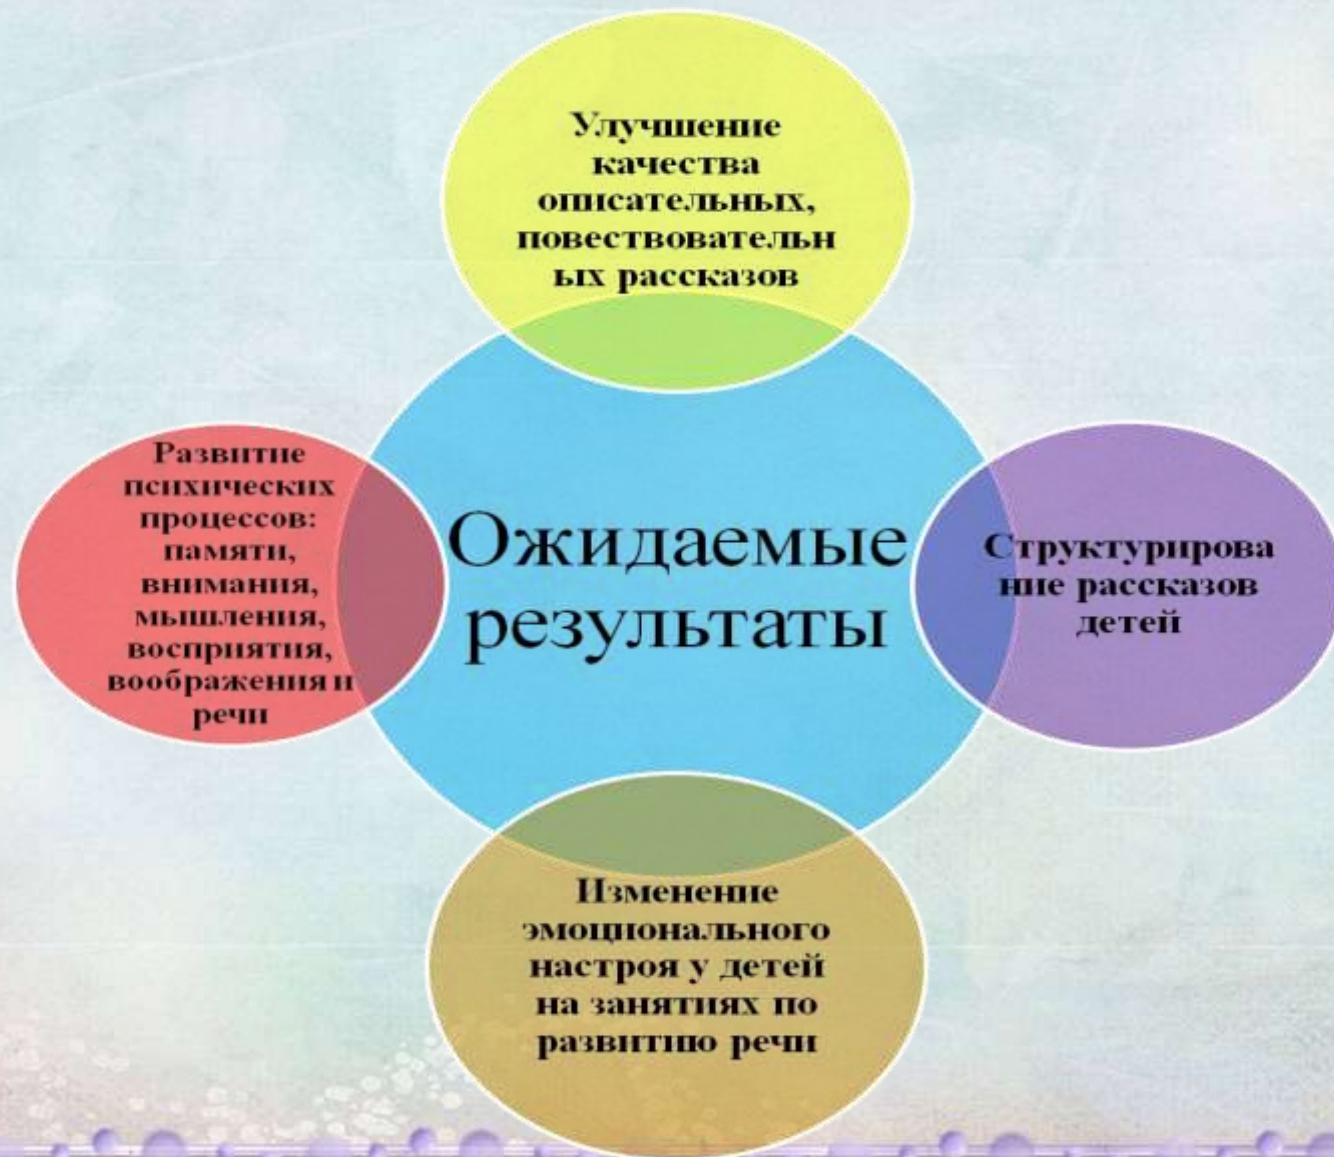 Улучшение
качества
описательных,
повествовательн
ых рассказов
Развитие
психических
процессов:
памяти,
внимания,
мышления,
восприятия,
воображения и
речи
Ожидаемые
результаты
Структурирова
ние рассказов
детей
Изменение
эмоционального
настроя у детей
на занятиях по
развитию речи